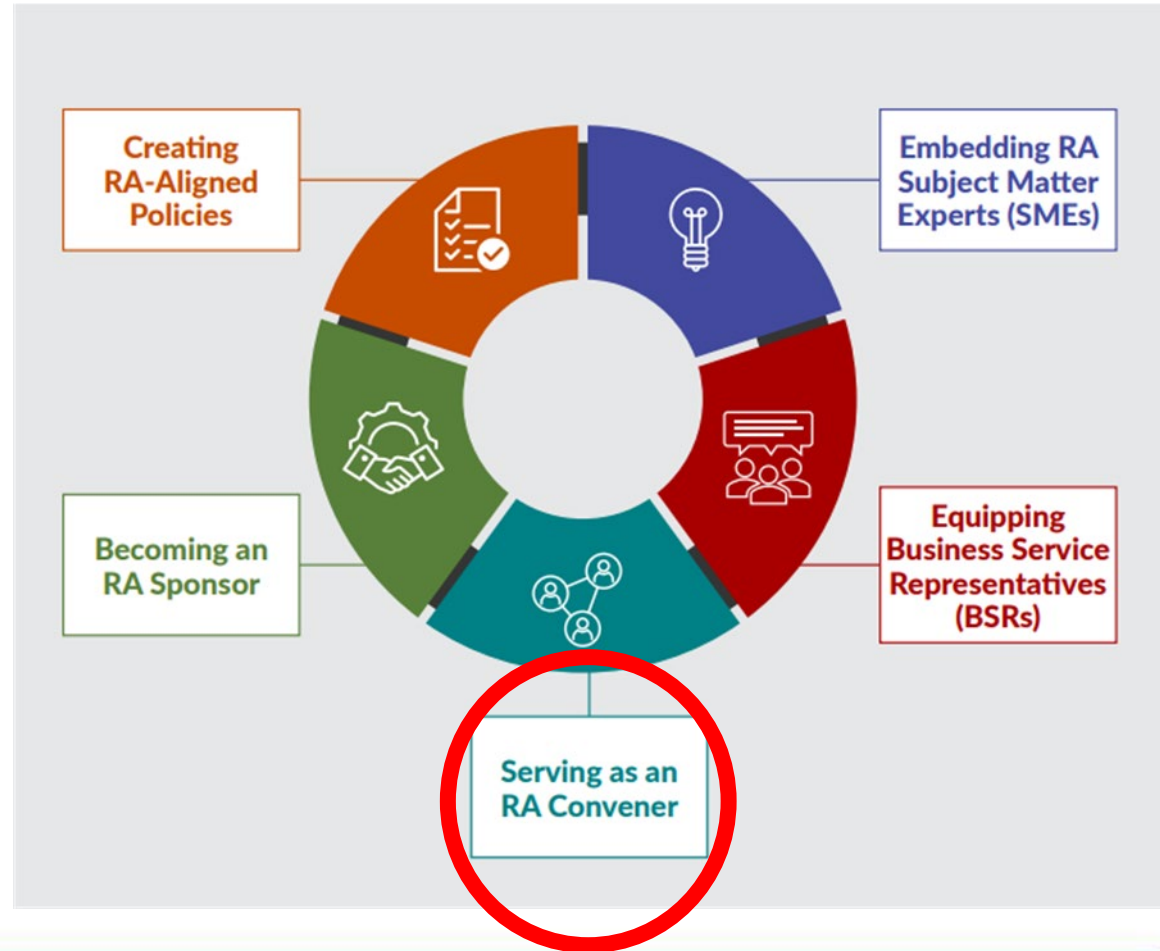 Creating
RA-Aligned
Policies
Embedding RA
Subject Matter
Experts (SMEs)
Becoming an
RA Sponsor
Equipping
Business Service
Representatives
(BSRs)
Serving as an
RA Convener